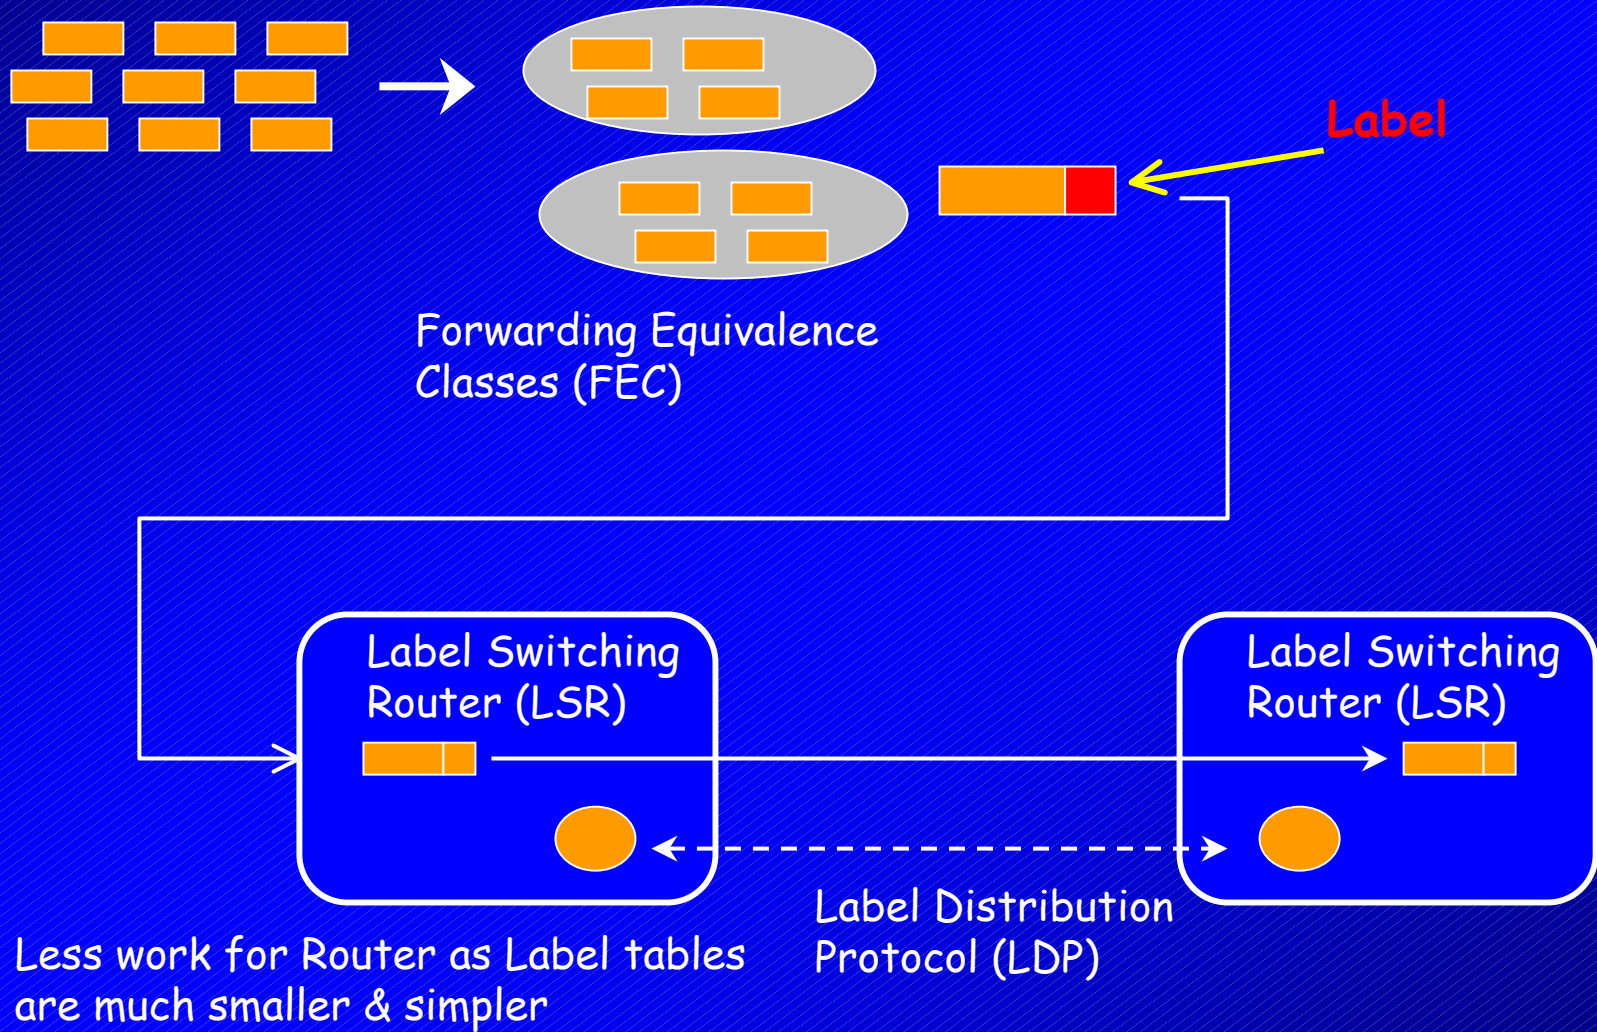 Label
Forwarding Equivalence
Classes (FEC)
Label Switching
Router (LSR)
Label Switching
Router (LSR)
Label Distribution
Protocol (LDP)
Less work for Router as Label tables
are much smaller & simpler